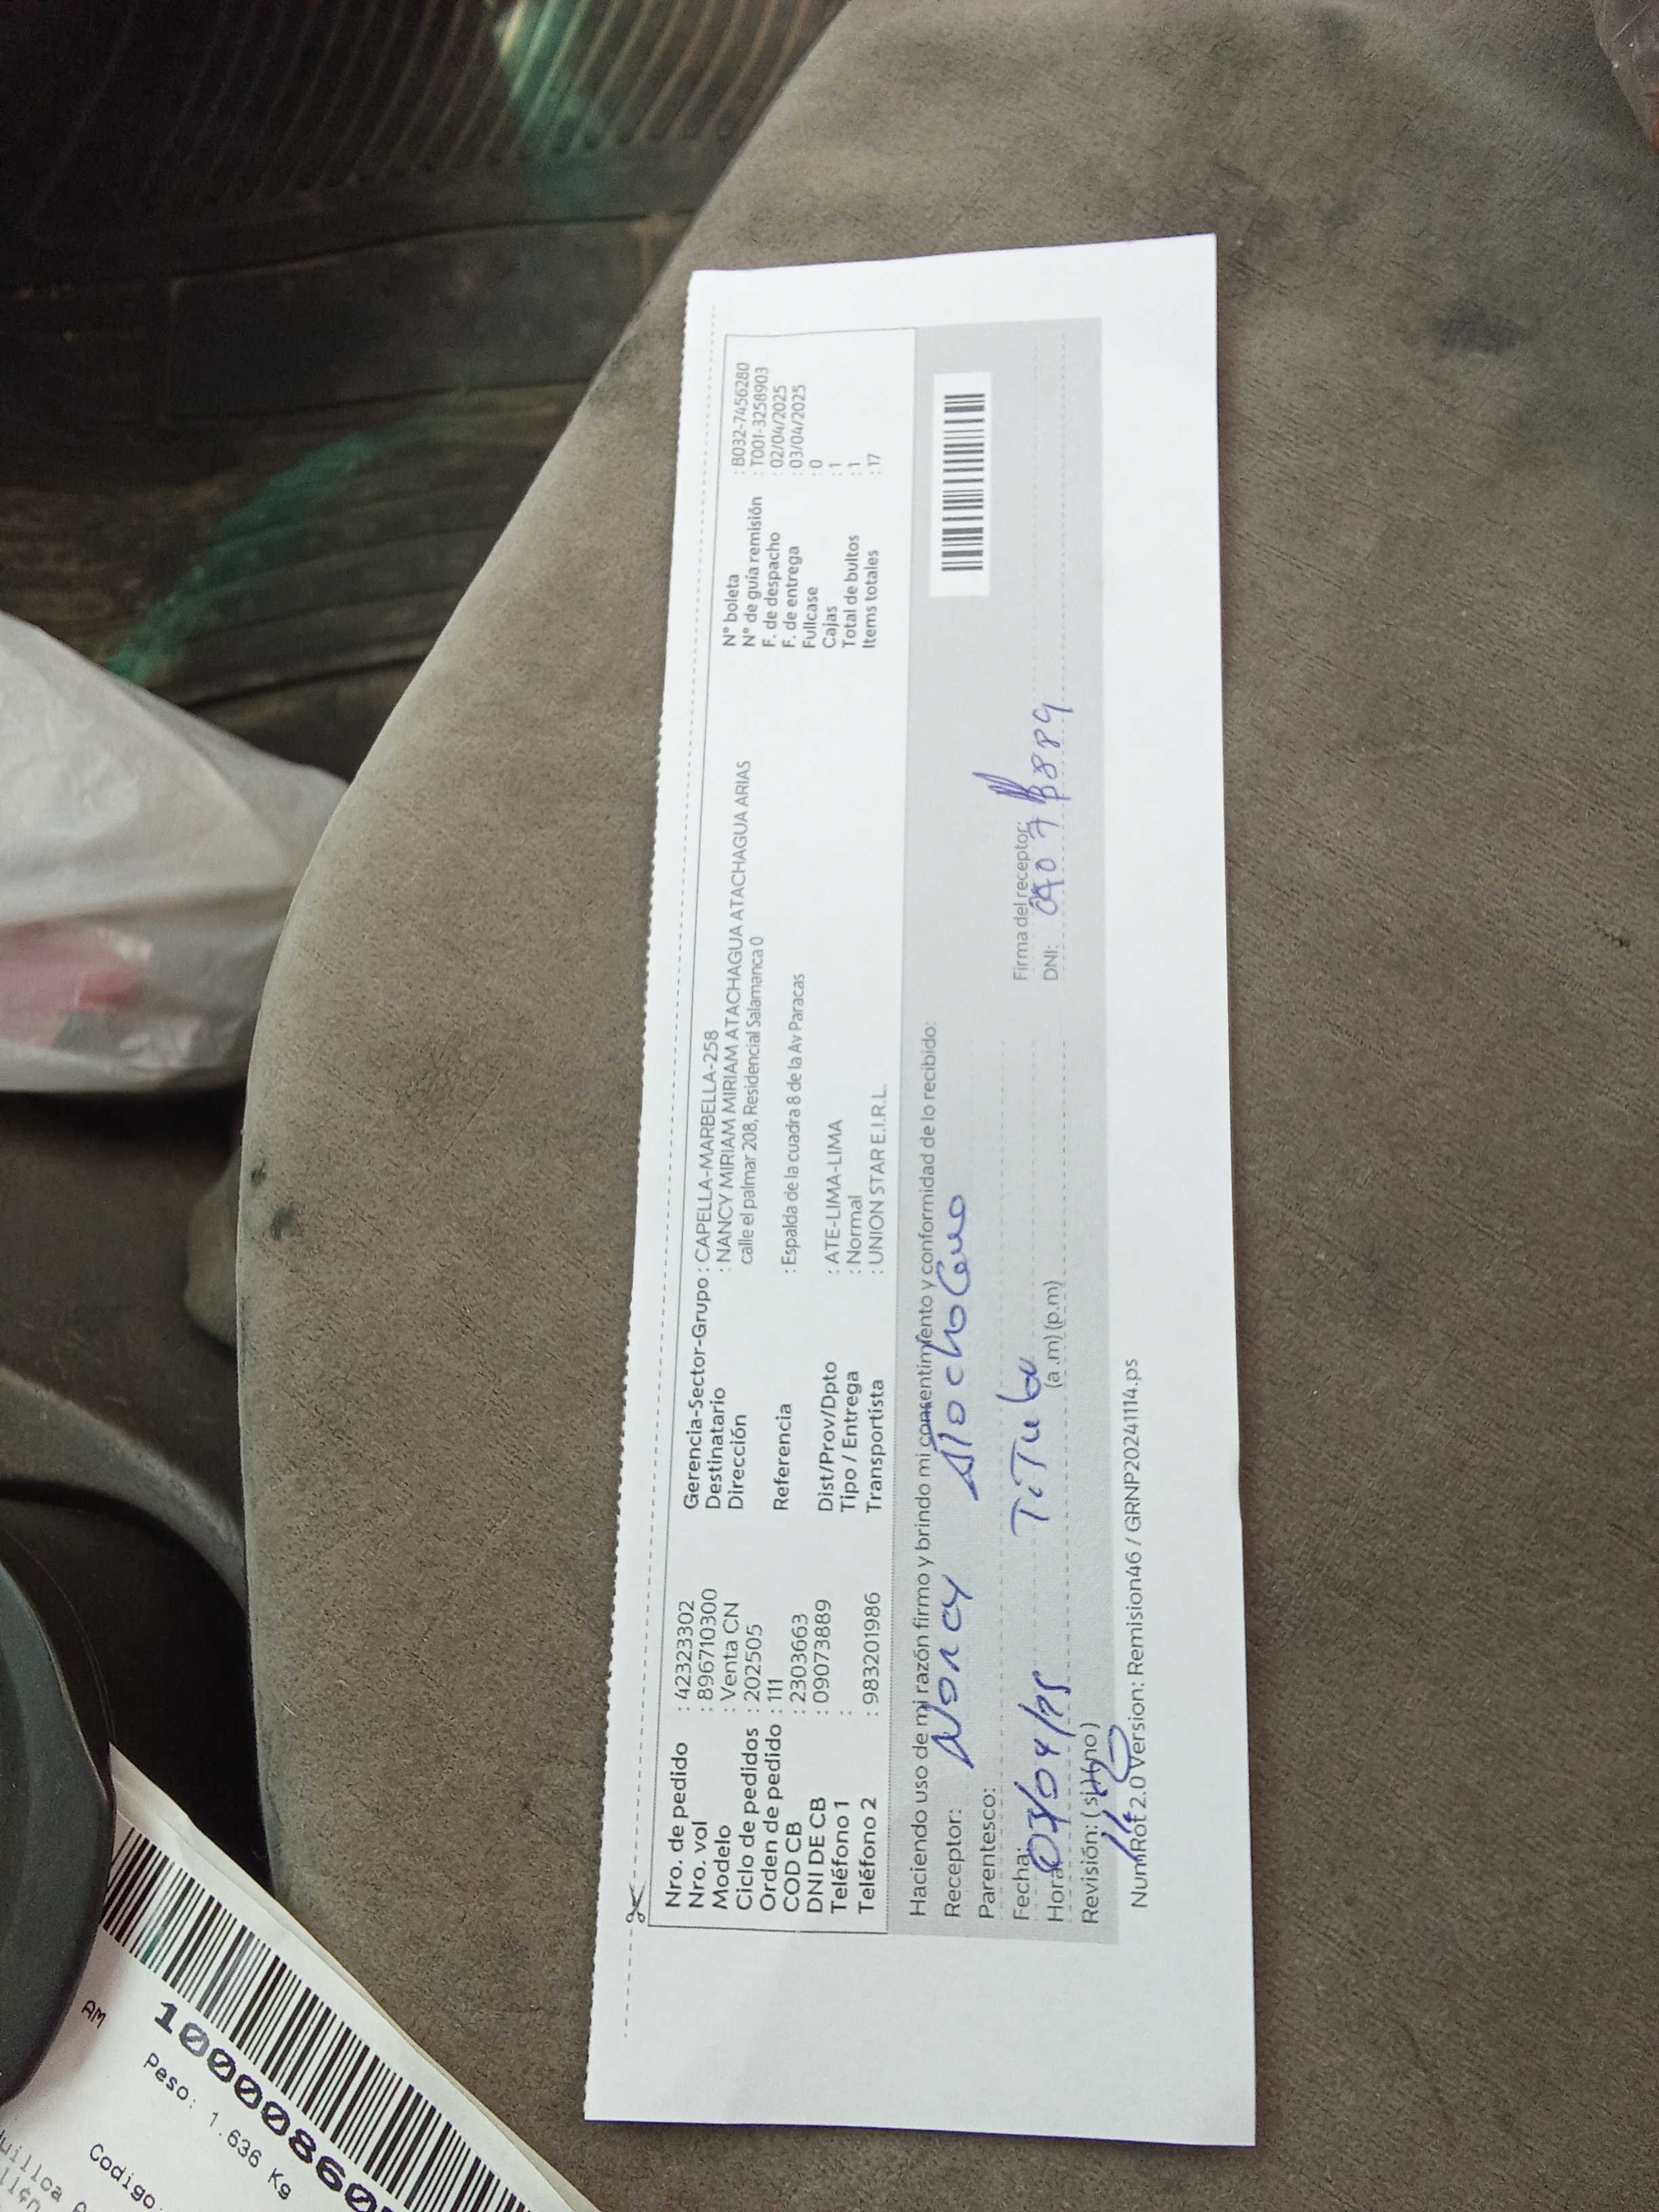 Nro. de pedido : 42323302
Nro. vol : 896710300
Modelo : Venta CN
Ciclo de pedidos : 202505
Orden de pedido : 111
COD CB : 2303663
DNI DE CB : 09073889
Teléfono 1 :
Teléfono 2 : 983201986
Gerencia-Sector-Grupo : CAPELLA-MARBELLA-258
Destinatario : NANCY MIRIAM MIRIAM ATACHAGUA ATACHAGUA ARIAS
Dirección calle el palmar 208, Residencial Salamanca 0
Referencia : Espalda de la cuadra 8 de la Av Paracas
Dist/Prov/Dpto : ATE-LIMA-LIMA
Tipo / Entrega : Normal
Transportista : UNION STAR E.I.R.L.
N° boleta : B032-7456280
N° de guía remisión : T001-3258903
F. de despacho : 02/04/2025
F. de entrega : 03/04/2025
Fullcase : 0
Cajas : 1
Total de bultos : 1
Items totales : 17
Haciendo uso de mi razón firmo y brindo mi consentimiento y conformidad de lo recibido:
Receptor: Nancy
Parentesco:
Fecha:
Hora (a.m) (p.m)
Revisión: ( si / no )
Firma del receptor:
DNI:
NumRot 2.0 Version: Remision46 / GRNP20241114.ps
AM
Peso: 1.636 Kg
Codigo